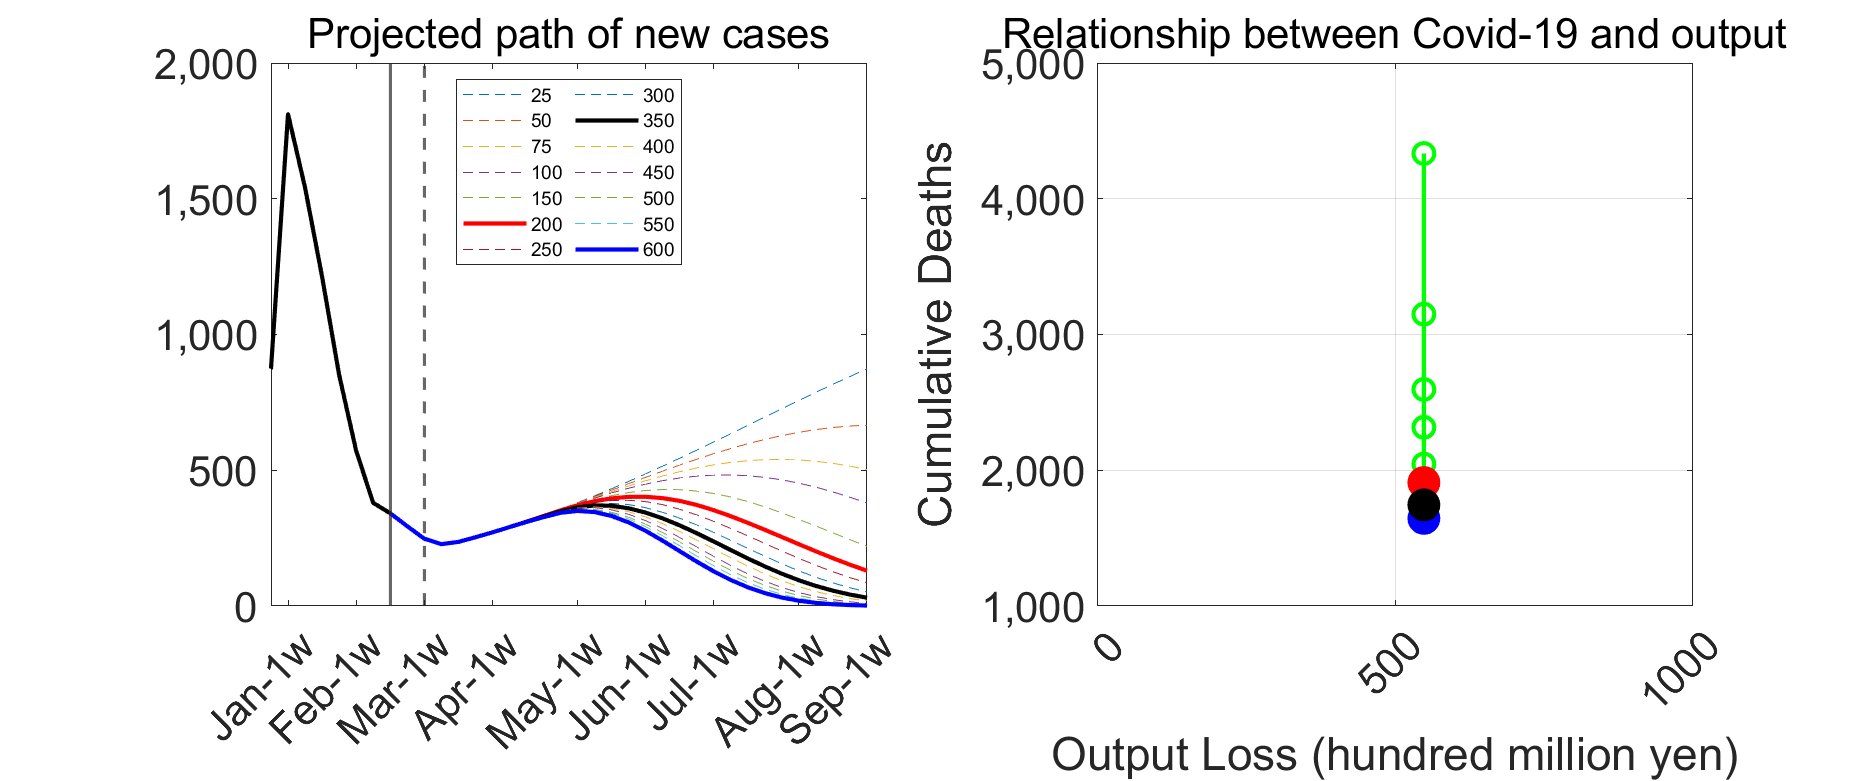 Projected path of new cases
2,000
1,500
1,000
500
0
25 300
50 350
75 400
100 450
150 500
200 550
250 600
Jan-1w
Feb-1w
Mar-1w
Apr-1w
May-1w
Jun-1w
Jul-1w
Aug-1w
Sep-1w
Relationship between Covid-19 and output
5,000
4,000
3,000
2,000
1,000
Cumulative Deaths
0
500
1000
Output Loss (hundred million yen)